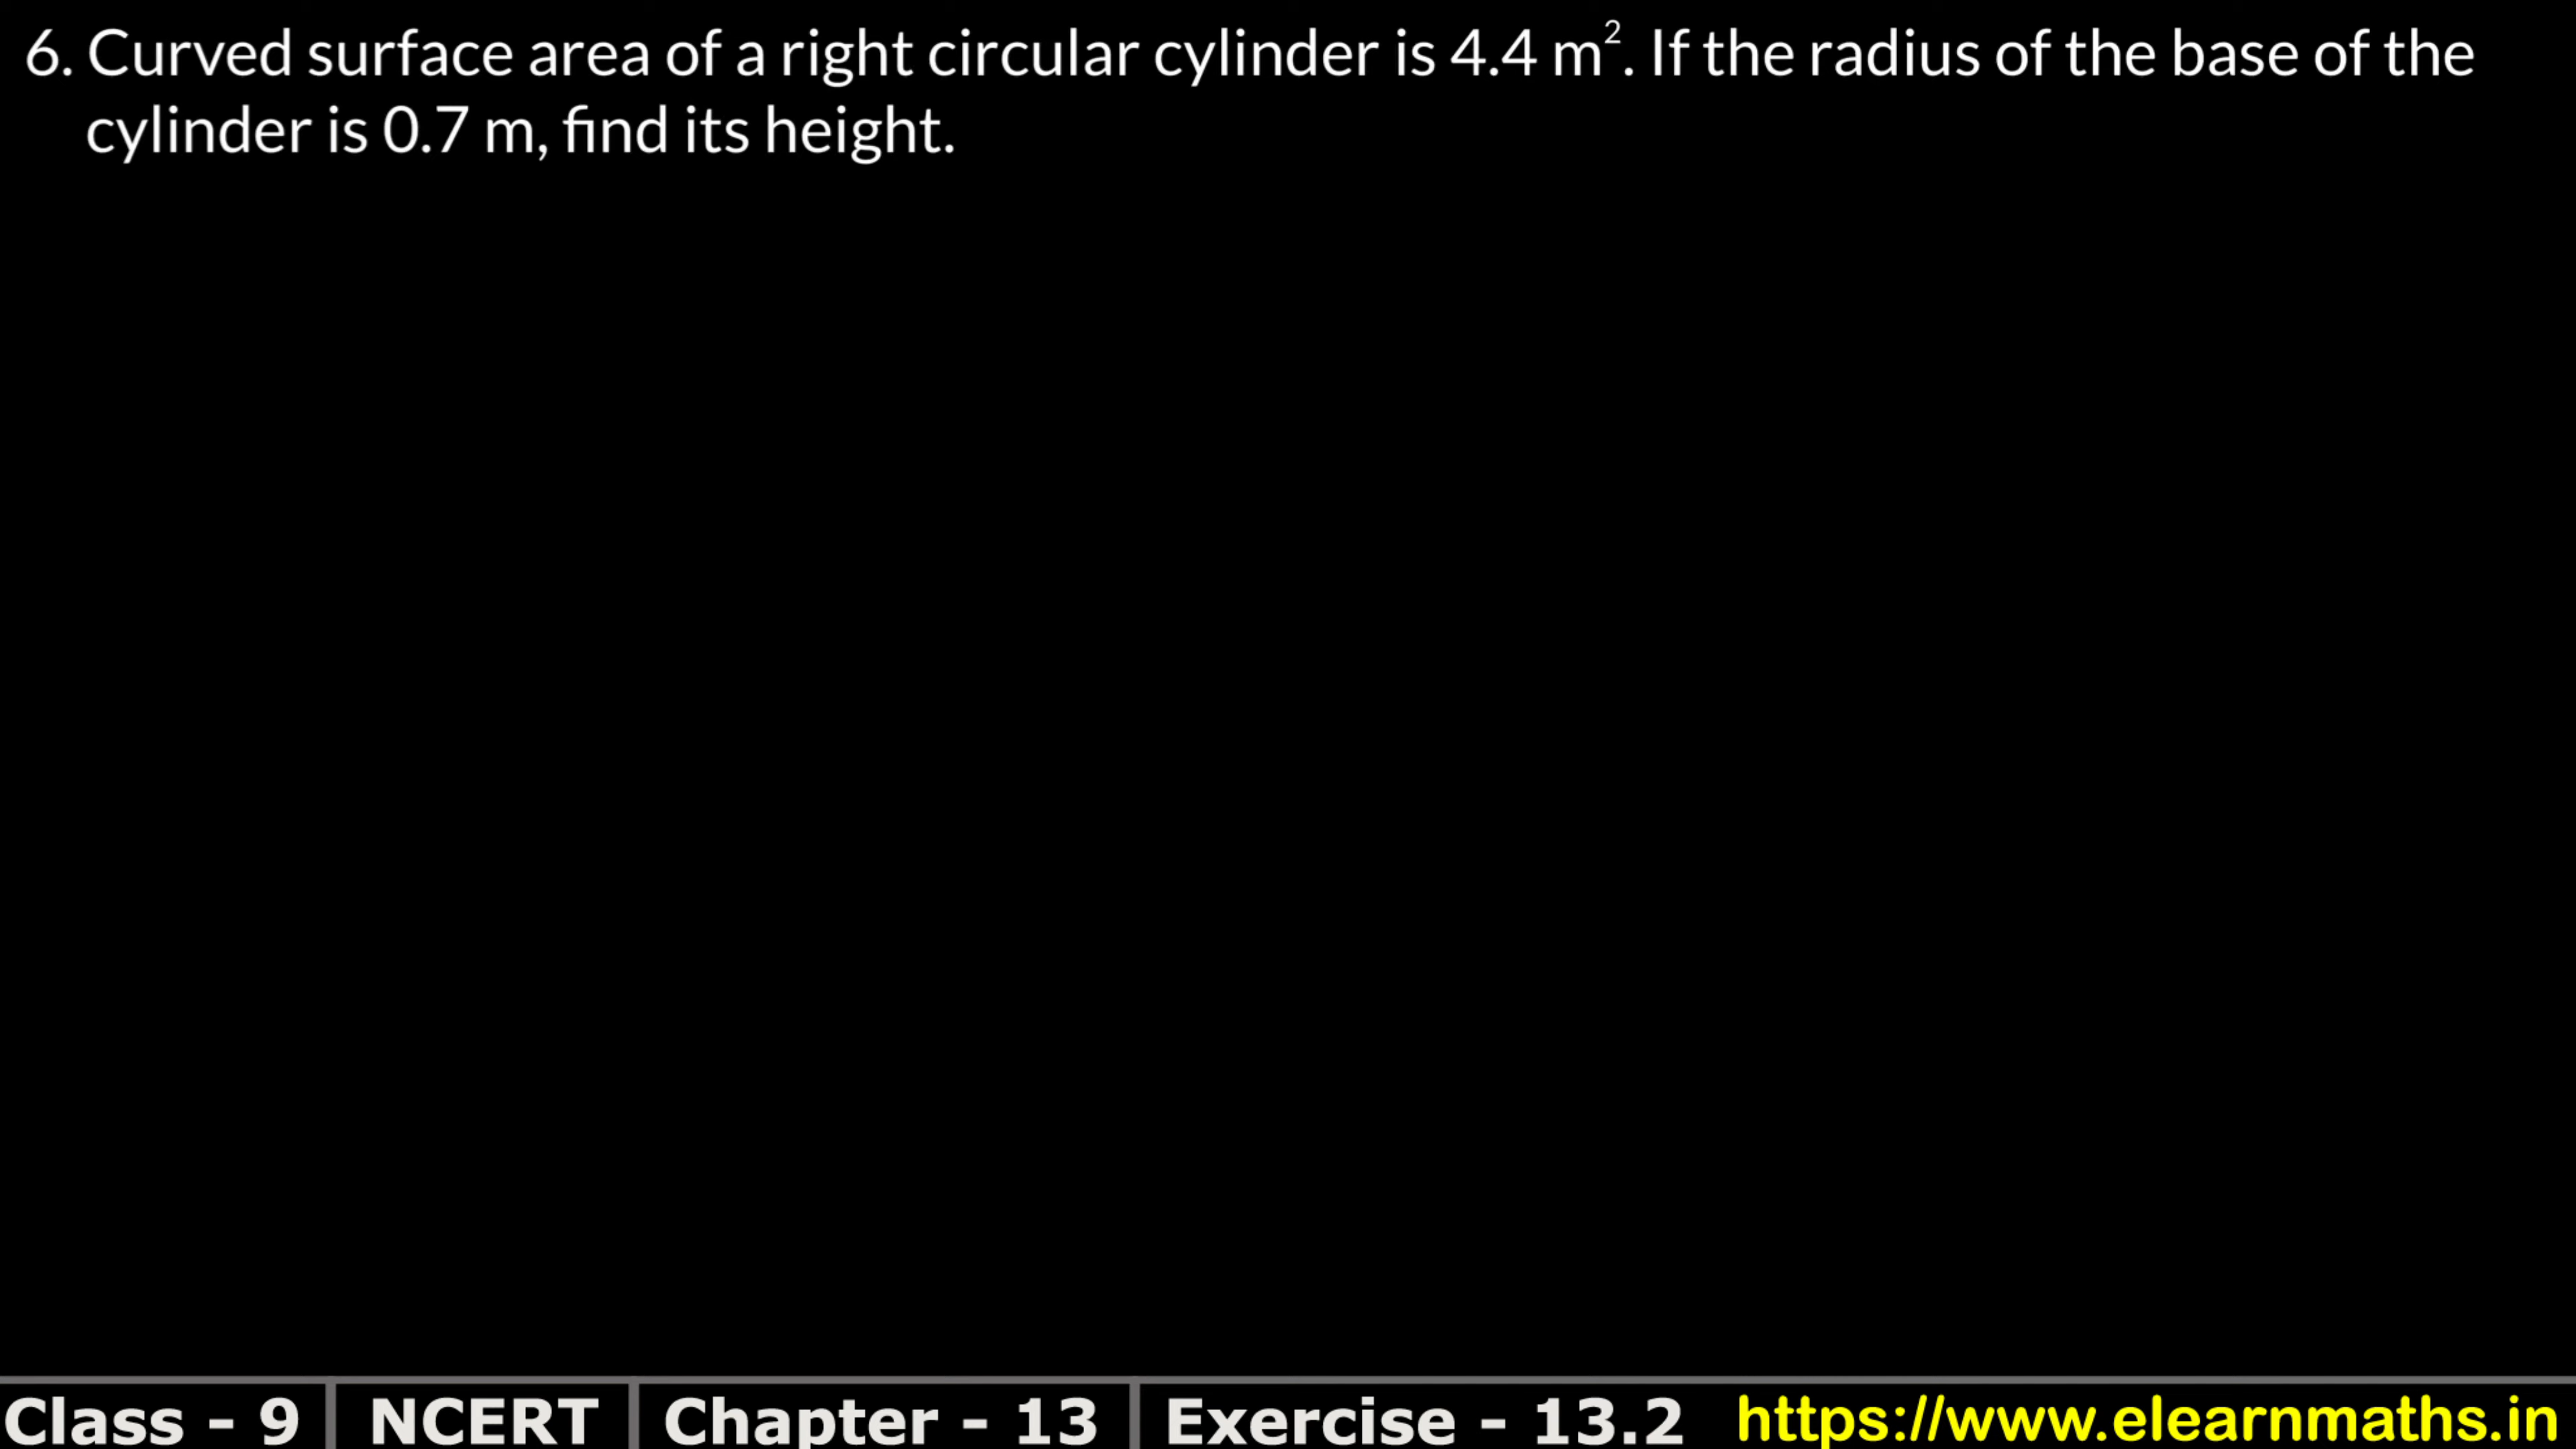 6. Curved surface area of a right circular cylinder is 4.4 m². If the radius of the base of the
cylinder is 0.7 m, find its height.
Class - 9 NCERT Chapter - 13 Exercise - 13.2 https://www.elearnmaths.in